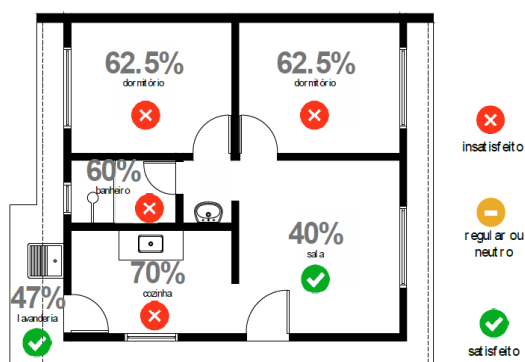 62.5%
dormitório
62.5%
dormitório
60%
banheiro
40%
sala
70%
cozinha
47%
lavanderia
insatisfeito
regular ou
neutro
satisfeito